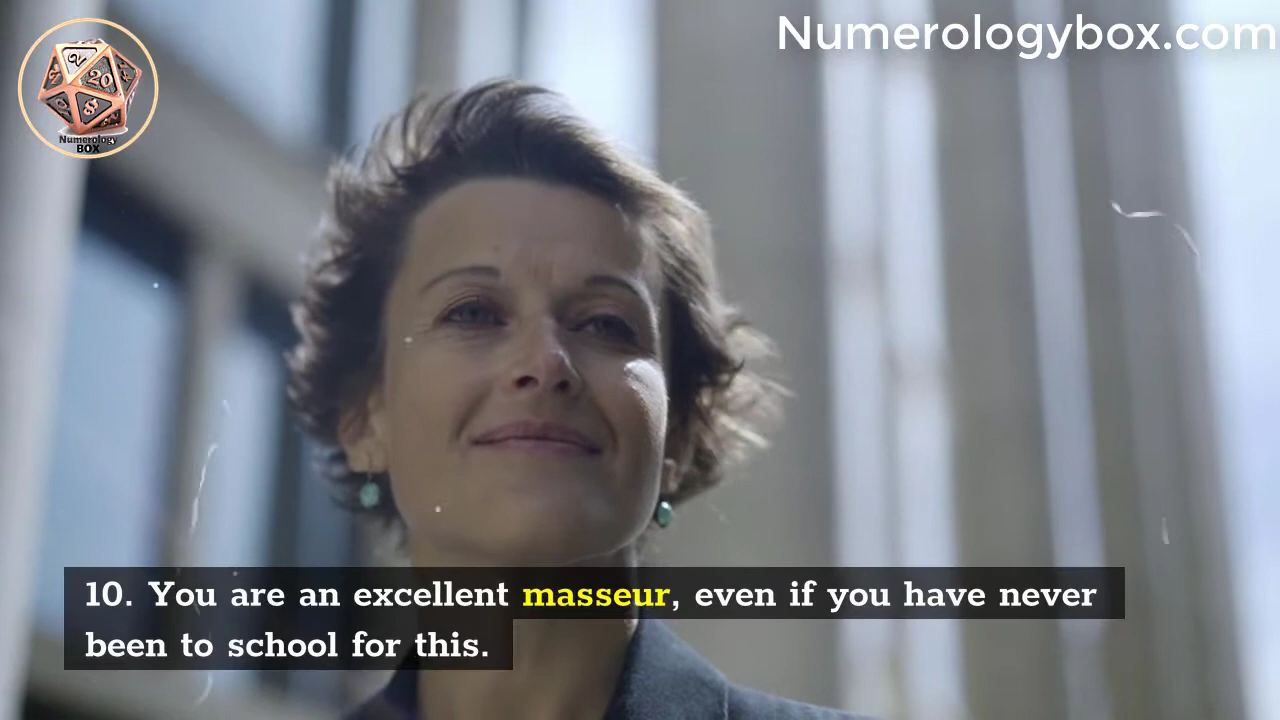 Numerologybox.com
20
Numerology
BOX
10. You are an excellent masseur, even if you have never
been to school for this.